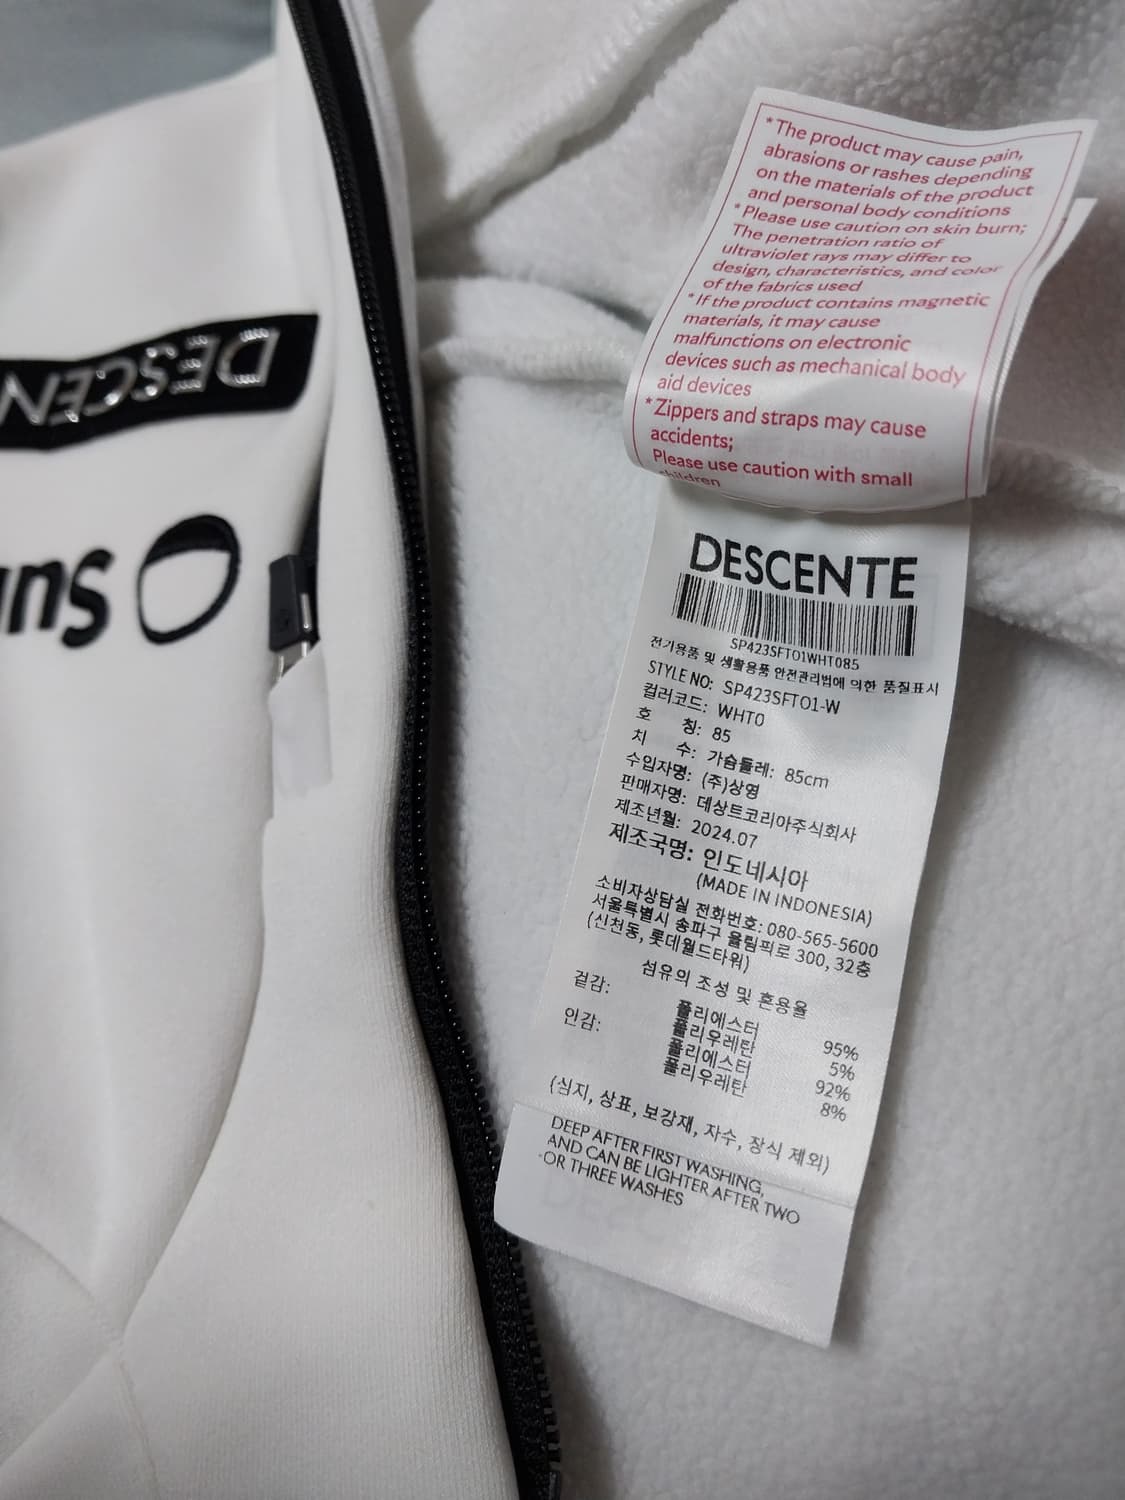 *The product may cause pain,
abrasions or rashes depending
on the materials of the product
and personal body conditions
*Please use caution on skin burn;
The penetration ratio of
ultraviolet rays may differ to
design, characteristics, and color
of the fabrics used
*If the product contains magnetic
materials, it may cause
malfunctions on electronic
devices such as mechanical body
aid devices
*Zippers and straps may cause
accidents;
Please use caution with small
children
DESCENTE
SP423SFT01WHT085
전기용품 및 생활용품 안전관리법에 의한 품질표시
STYLE NO: SP423SFT01-W
컬러코드: WHT0
호 칭: 85
치 수: 가슴둘레: 85cm
수입자명: (주)상영
판매자명: 데상트코리아주식회사
제조년월: 2024.07
제조국명: 인도네시아
(MADE IN INDONESIA)
소비자상담실 전화번호: 080-565-5600
서울특별시 송파구 올림픽로 300, 32층
(신천동, 롯데월드타워)
섬유의 조성 및 혼용율
겉감: 폴리에스터 95%
폴리우레탄 5%
안감: 폴리에스터 92%
폴리우레탄 8%
(심지, 상표, 보강재, 자수, 장식 제외)
DEEP AFTER FIRST WASHING,
AND CAN BE LIGHTER AFTER TWO
OR THREE WASHES
DESCEN